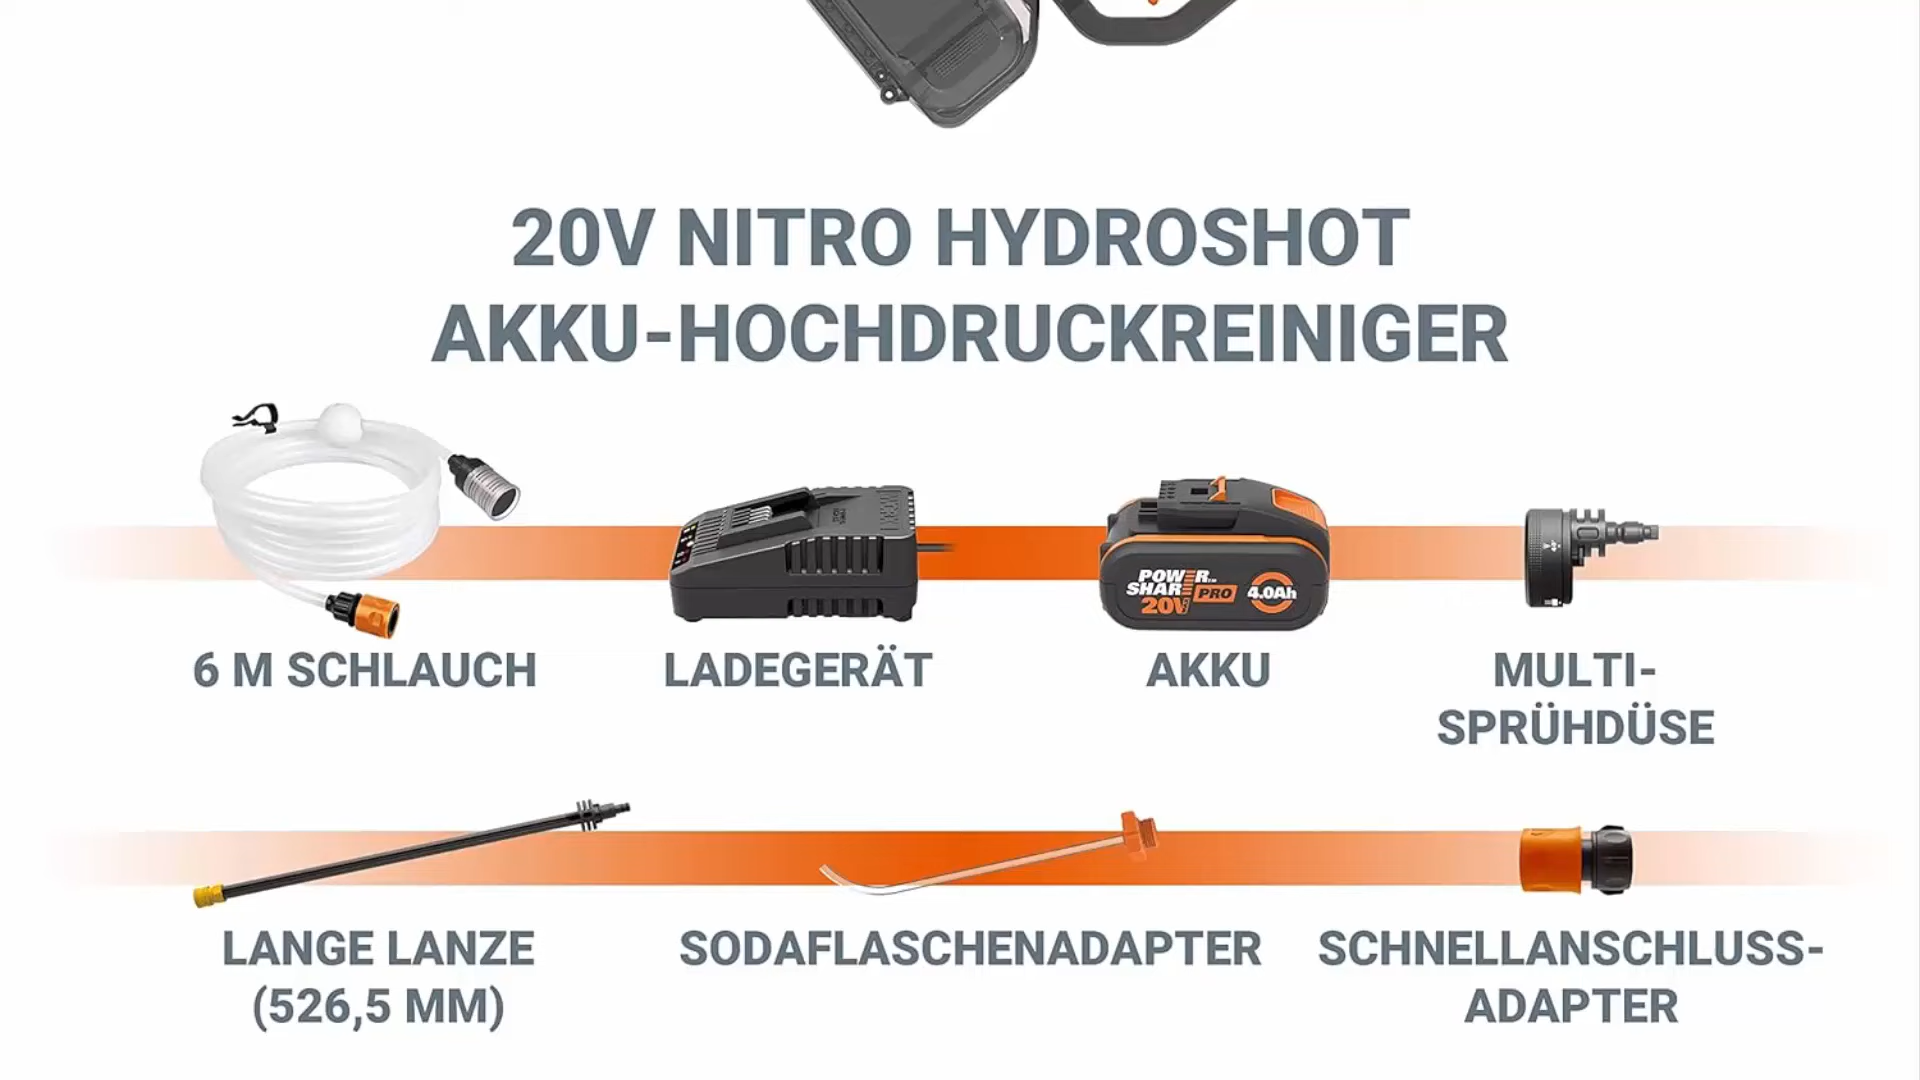 20V NITRO HYDROSHOT
AKKU-HOCHDRUCKREINIGER
POWER
SHARE
20V
PRO
4.0Ah
6 M SCHLAUCH
LADEGERÄT
AKKU
MULTI-
SPRÜHDÜSE
LANGE LANZE
(526,5 MM)
SODAFLASCHENADAPTER
SCHNELLANSCHLUSS-
ADAPTER